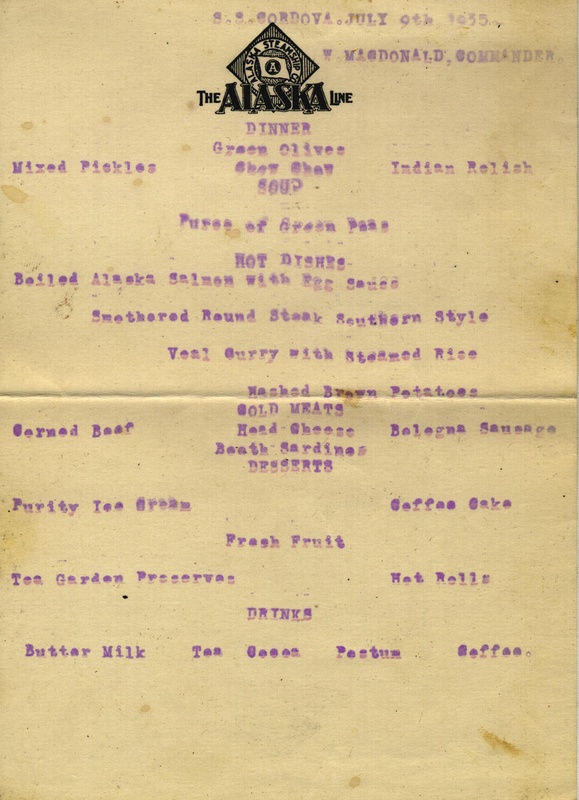 S.S.CORDOVA.JULY 9th 1935
W MACDONALD, COMMANDER.
ALASKA STEAMSHIP CO.
A
THE ALASKA LINE
DINNER
Green Olives
Mixed Pickles Chow Chow Indian Relish
SOUP
Puree of Green Peas
HOT DISHES
Boiled Alaska Salmon with Egg Sauce
Smothered Round Steak Southern Style
Veal Curry with Steamed Rice
Hashed Brown Potatoes
COLD MEATS
Corned Beef Head-Cheese Bologna Sausage
Booth Sardines
DESSERTS
Purity Ice Cream Coffee Cake
Fresh Fruit
Tea Garden Preserves Hot Rolls
DRINKS
Butter Milk Tea Cocoa Postum Coffee.